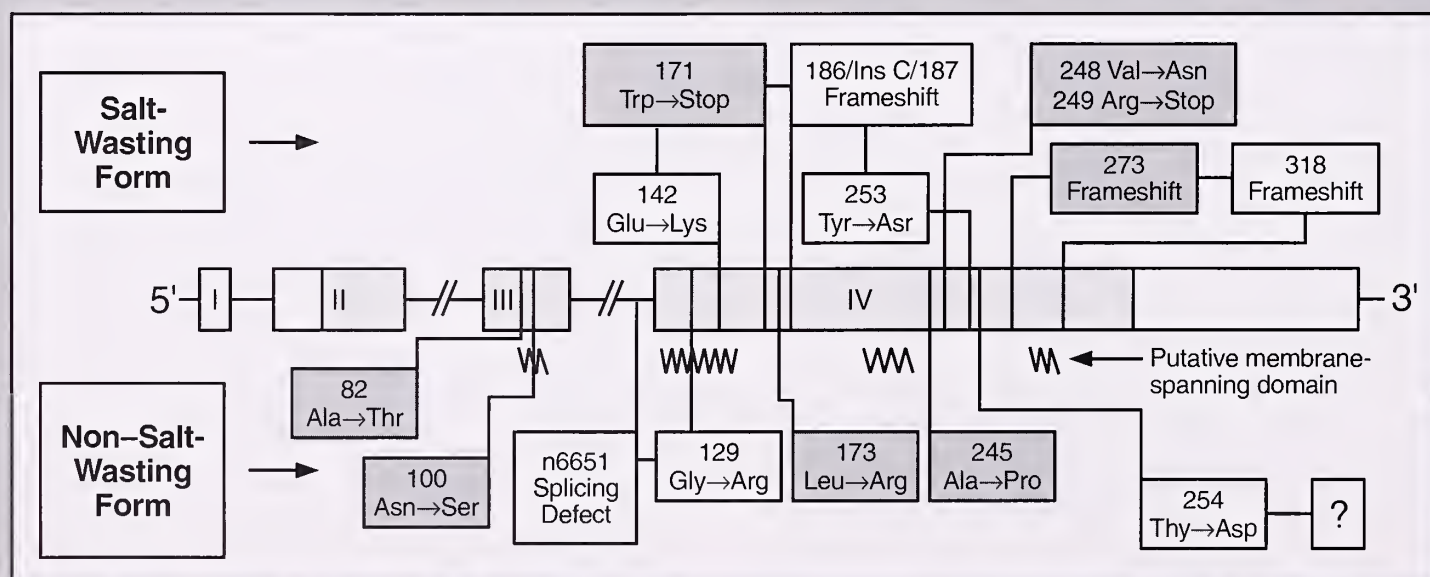 Salt-
Wasting
Form
171
Trp→Stop
186/Ins C/187
Frameshift
248 Val→Asn
249 Arg→Stop
142
Glu→Lys
253
Tyr→Asr
273
Frameshift
318
Frameshift
5'
I
II
III
IV
3'
Putative membrane-
spanning domain
Non–Salt-
Wasting
Form
82
Ala→Thr
100
Asn→Ser
n6651
Splicing
Defect
129
Gly→Arg
173
Leu→Arg
245
Ala→Pro
254
Thy→Asp
?